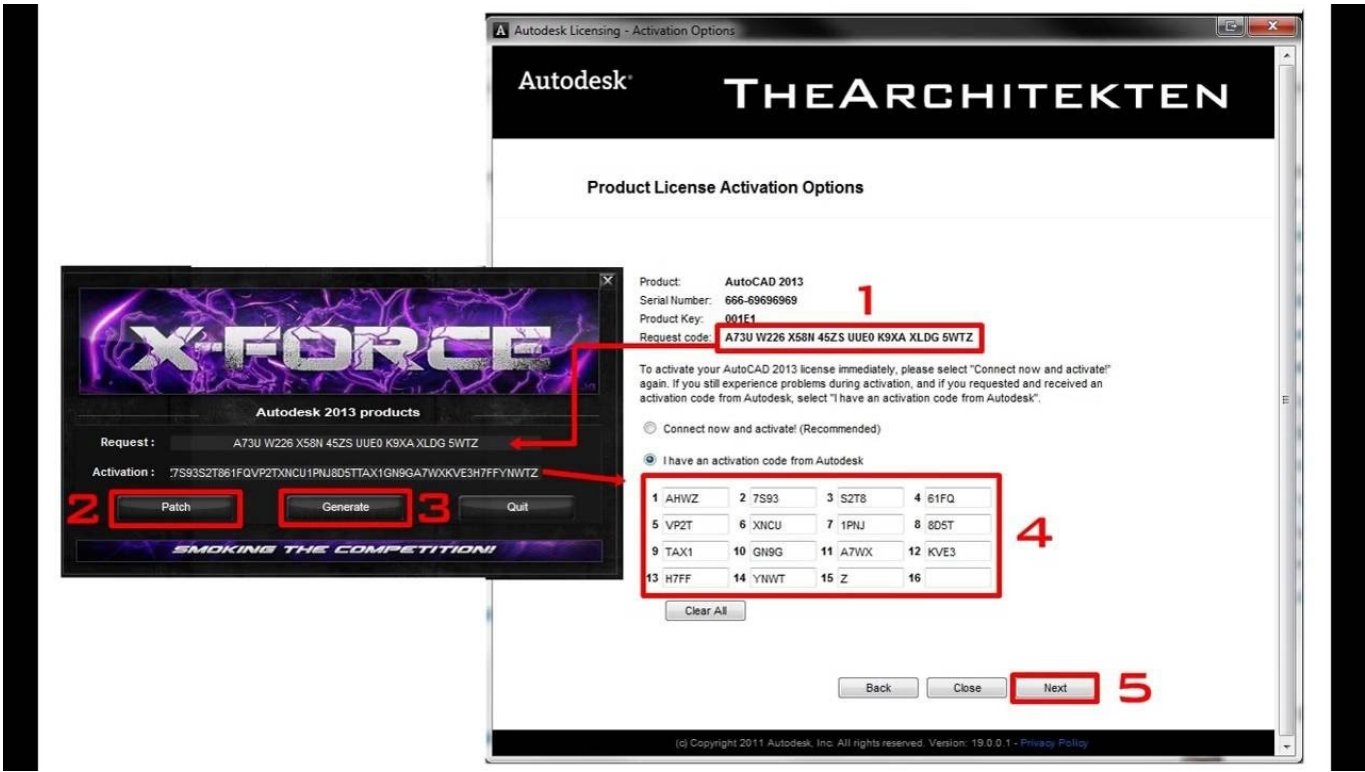 Autodesk Licensing - Activation Options
Autodesk
THEARCHITEKTEN
Product License Activation Options
Product: AutoCAD 2013
Serial Number: 666-69696969
Product Key: 001E1
Request code: A73U W226 X58N 45ZS UUE0 K9XA XLDG 5WTZ
1
To activate your AutoCAD 2013 license immediately, please select "Connect now and activate!"
again. If you still experience problems during activation, and if you requested and received an
activation code from Autodesk, select "I have an activation code from Autodesk".
Connect now and activate! (Recommended)
I have an activation code from Autodesk
1 AHWZ 2 7S93 3 S2T8 4 61FQ
5 VP2T 6 XNCU 7 1PNJ 8 8D5T
9 TAX1 10 GN9G 11 A7WX 12 KVE3
13 H7FF 14 YNWT 15 Z 16
4
Clear All
Back Close Next
5
(c) Copyright 2011 Autodesk, Inc. All rights reserved. Version: 19.0.0.1 - Privacy Policy
X-FORCE
Autodesk 2013 products
Request : A73U W226 X58N 45ZS UUE0 K9XA XLDG 5WTZ
Activation : 7S93S2T861FQVP2TXNCU1PNJ8D5TTAX1GN9GA7WXKVE3H7FFYNWTZ
2 Patch Generate 3 Quit
SMOKING THE COMPETITION!